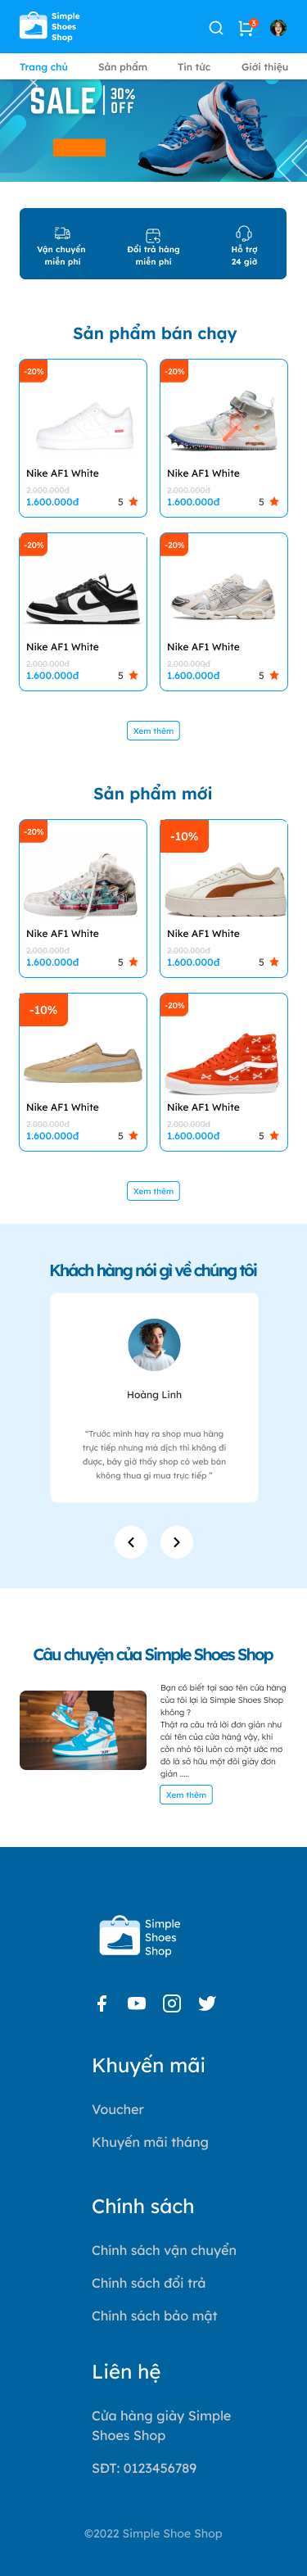 Simple
Shoes
Shop
3
Trang chủ
Sản phẩm
Tin tức
Giới thiệu
SALE 30% OFF
Vận chuyển
miễn phí
Đổi trả hàng
miễn phí
Hỗ trợ
24 giờ
Sản phẩm bán chạy
-20%
Nike AF1 White
2.000.000đ
1.600.000đ
5
-20%
Nike AF1 White
2.000.000đ
1.600.000đ
5
-20%
Nike AF1 White
2.000.000đ
1.600.000đ
5
-20%
Nike AF1 White
2.000.000đ
1.600.000đ
5
Xem thêm
Sản phẩm mới
-20%
Nike AF1 White
2.000.000đ
1.600.000đ
5
-10%
Nike AF1 White
2.000.000đ
1.600.000đ
5
-10%
Nike AF1 White
2.000.000đ
1.600.000đ
5
-20%
Nike AF1 White
2.000.000đ
1.600.000đ
5
Xem thêm
Khách hàng nói gì về chúng tôi
Hoàng Linh
“Trước mình hay ra shop mua hàng
trực tiếp nhưng mà dịch thì không đi
được, bây giờ thấy shop có web bán
không thua gì mua trực tiếp ”
Câu chuyện của Simple Shoes Shop
Bạn có biết tại sao tên cửa hàng
của tôi lại là Simple Shoes Shop
không ?
Thật ra câu trả lời đơn giản như
cái tên của cửa hàng vậy, khi
còn nhỏ tôi luôn có một ước mơ
đó là sở hữu một đôi giày đơn
giản .....
Xem thêm
Simple
Shoes
Shop
Khuyến mãi
Voucher
Khuyến mãi tháng
Chính sách
Chính sách vận chuyển
Chính sách đổi trả
Chính sách bảo mật
Liên hệ
Cửa hàng giày Simple
Shoes Shop
SĐT: 0123456789
©2022 Simple Shoe Shop